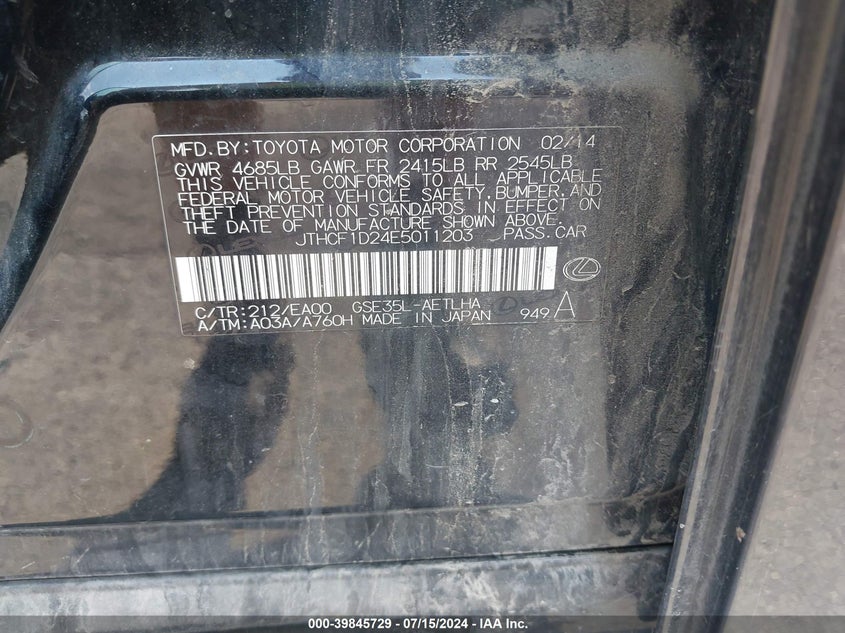 MFD. BY: TOYOTA MOTOR CORPORATION 02/14
GVWR 4685LB GAWR FR 2415LB RR 2545LB
THIS VEHICLE CONFORMS TO ALL APPLICABLE
FEDERAL MOTOR VEHICLE SAFETY, BUMPER, AND
THEFT PREVENTION STANDARDS IN EFFECT ON
THE DATE OF MANUFACTURE SHOWN ABOVE.
JTHCF1D24E5011203 PASS. CAR
C/TR: 212/EA00 GSE35L-AETLHA
A/TM: A03A/A760H MADE IN JAPAN 949 A
000-39845729 - 07/15/2024 - IAA Inc.